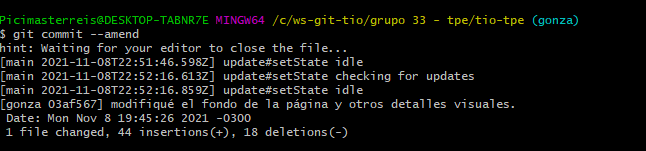 Picimasterreis@DESKTOP-TABNR7E MINGW64 /c/ws-git-tio/grupo 33 - tpe/tio-tpe (gonza)
$ git commit --amend
hint: Waiting for your editor to close the file...
[main 2021-11-08T22:51:46.598Z] update#setState idle
[main 2021-11-08T22:52:16.613Z] update#setState checking for updates
[main 2021-11-08T22:52:16.859Z] update#setState idle
[gonza 03af567] modifiqué el fondo de la página y otros detalles visuales.
 Date: Mon Nov 8 19:45:26 2021 -0300
 1 file changed, 44 insertions(+), 18 deletions(-)